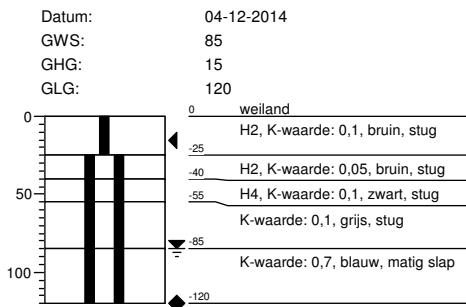 Datum: 04-12-2014
GWS: 85
GHG: 15
GLG: 120
0 0 weiland
H2, K-waarde: 0,1, bruin, stug
-25
H2, K-waarde: 0,05, bruin, stug
-40
50 H4, K-waarde: 0,1, zwart, stug
-55
K-waarde: 0,1, grijs, stug
-85
K-waarde: 0,7, blauw, matig slap
100
-120